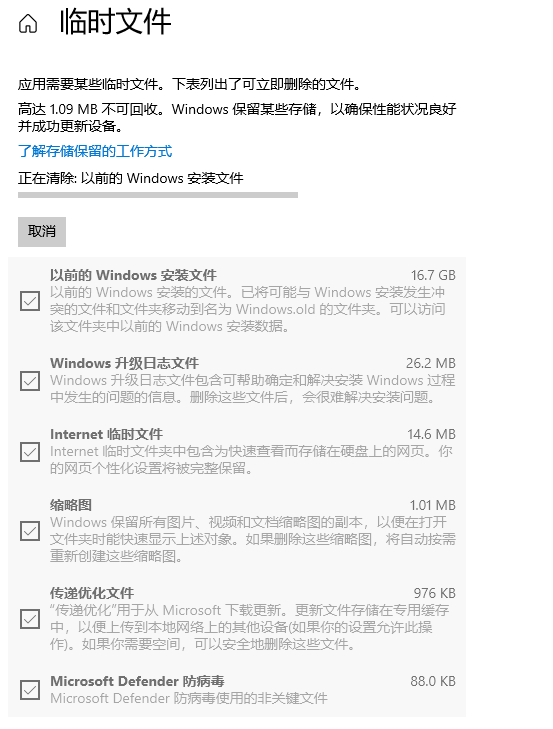 临时文件
应用需要某些临时文件。下表列出了可立即删除的文件。
高达 1.09 MB 不可回收。Windows 保留某些存储，以确保性能状况良好
并成功更新设备。
了解存储保留的工作方式
正在清除: 以前的 Windows 安装文件
取消
以前的 Windows 安装文件 16.7 GB
以前的 Windows 安装的文件。已将可能与 Windows 安装发生冲
突的文件和文件夹移动到名为 Windows.old 的文件夹。可以访问
该文件夹中以前的 Windows 安装数据。
Windows 升级日志文件 26.2 MB
Windows 升级日志文件包含可帮助确定和解决安装 Windows 过程
中发生的问题的信息。删除这些文件后，会很难解决安装问题。
Internet 临时文件 14.6 MB
Internet 临时文件夹中包含为快速查看而存储在硬盘上的网页。你
的网页个性化设置将被完整保留。
缩略图 1.01 MB
Windows 保留所有图片、视频和文档缩略图的副本，以便在打开
文件夹时能快速显示上述对象。如果删除这些缩略图，将自动按需
重新创建这些缩略图。
传递优化文件 976 KB
“传递优化”用于从 Microsoft 下载更新。更新文件存储在专用缓存
中，以便上传到本地网络上的其他设备(如果你的设置允许此操
作)。如果你需要空间，可以安全地删除这些文件。
Microsoft Defender 防病毒 88.0 KB
Microsoft Defender 防病毒使用的非关键文件